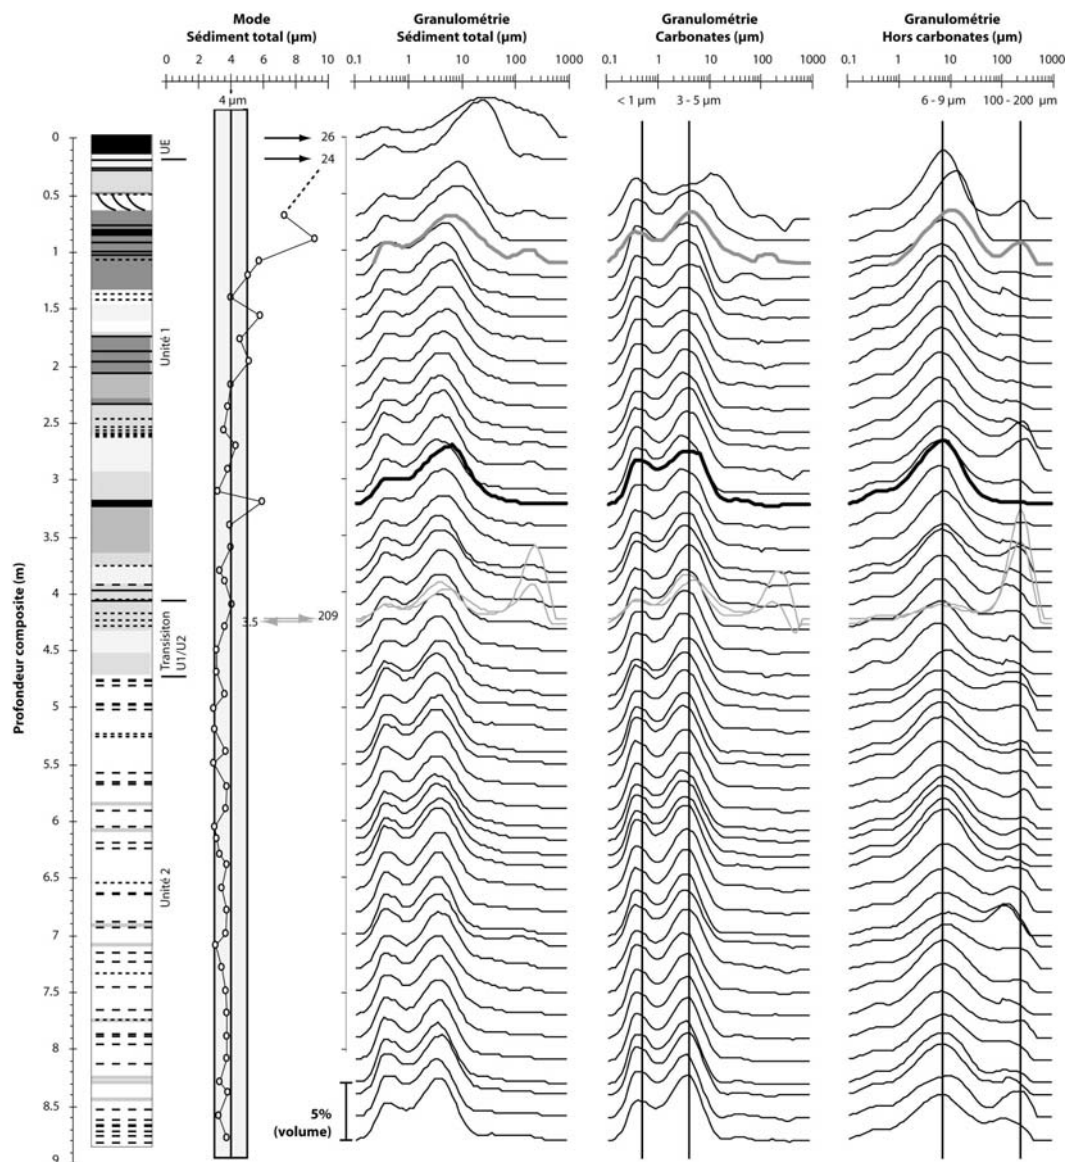 Mode
Sédiment total (µm)
0 2 4 6 8 10
4 µm
Granulométrie
Sédiment total (µm)
0.1 1 10 100 1000
Granulométrie
Carbonates (µm)
0.1 1 10 100 1000
< 1 µm 3 - 5 µm
Granulométrie
Hors carbonates (µm)
0.1 1 10 100 1000
6 - 9 µm 100 - 200 µm
Profondeur composite (m)
0
0.5
1
1.5
2
2.5
3
3.5
4
4.5
5
5.5
6
6.5
7
7.5
8
8.5
9
UE
Unité 1
Transisiton
U1/U2
Unité 2
26
24
3.5
209
5%
(volume)